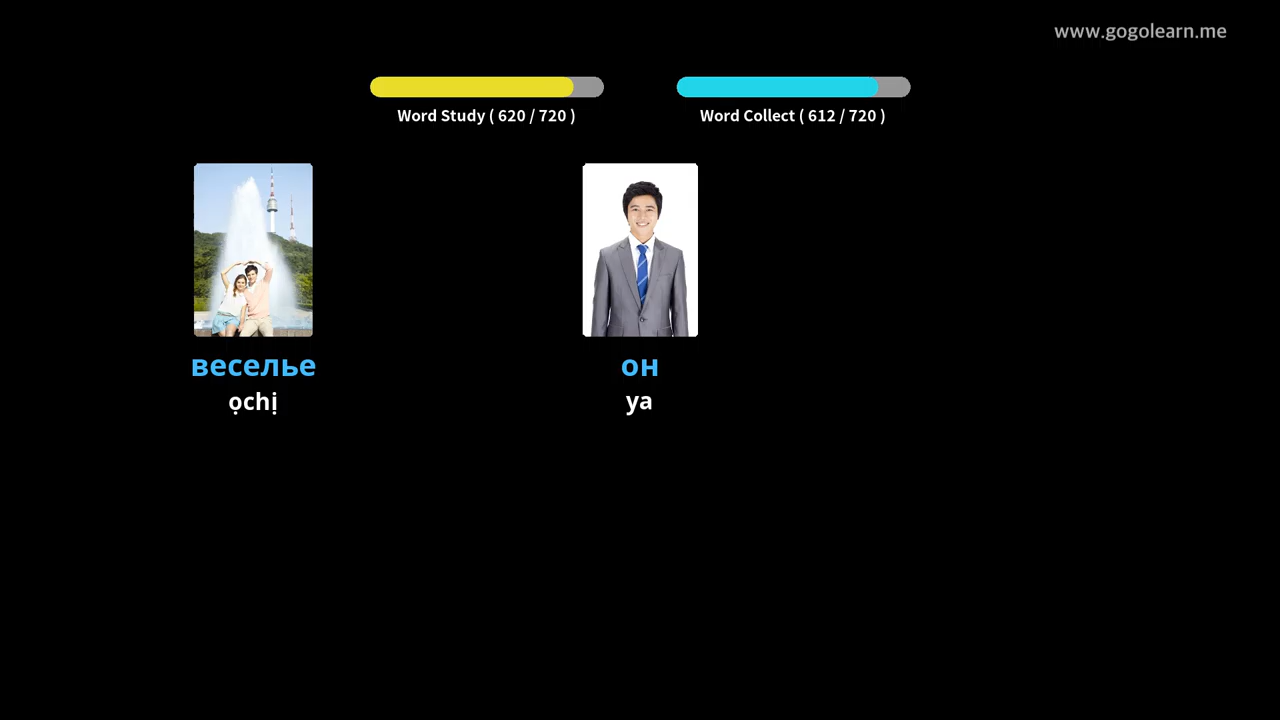 www.gogolearn.me
Word Study ( 620 / 720 )
Word Collect ( 612 / 720 )
веселье
ọchị
он
ya